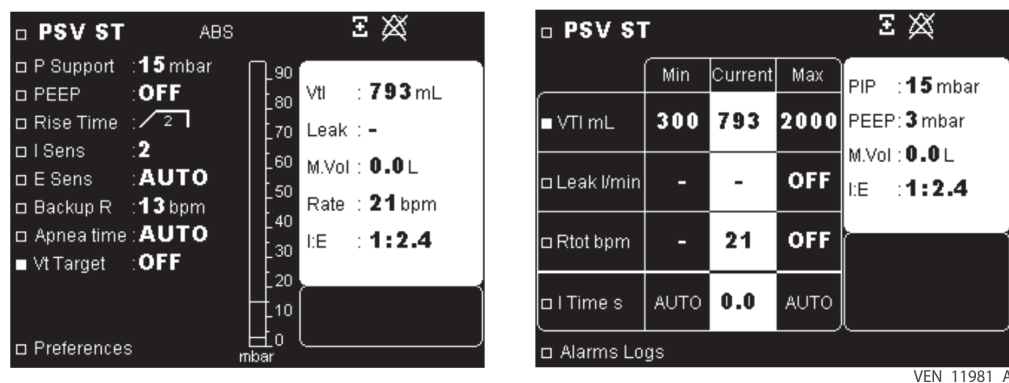 PSV ST ABS
P Support :15 mbar
PEEP :OFF
Rise Time : 2
I Sens :2
E Sens :AUTO
Backup R :13 bpm
Apnea time :AUTO
Vt Target :OFF
Preferences
90
80
70
60
50
40
30
20
10
0
mbar
Vtl : 793 mL
Leak : -
M.Vol : 0.0 L
Rate : 21 bpm
I:E : 1:2.4
PSV ST
Min Current Max
VTI mL 300 793 2000
Leak l/min - - OFF
Rtot bpm - 21 OFF
I Time s AUTO 0.0 AUTO
Alarms Logs
PIP :15 mbar
PEEP: 3 mbar
M.Vol : 0.0 L
I:E :1:2.4
VEN_11981_A